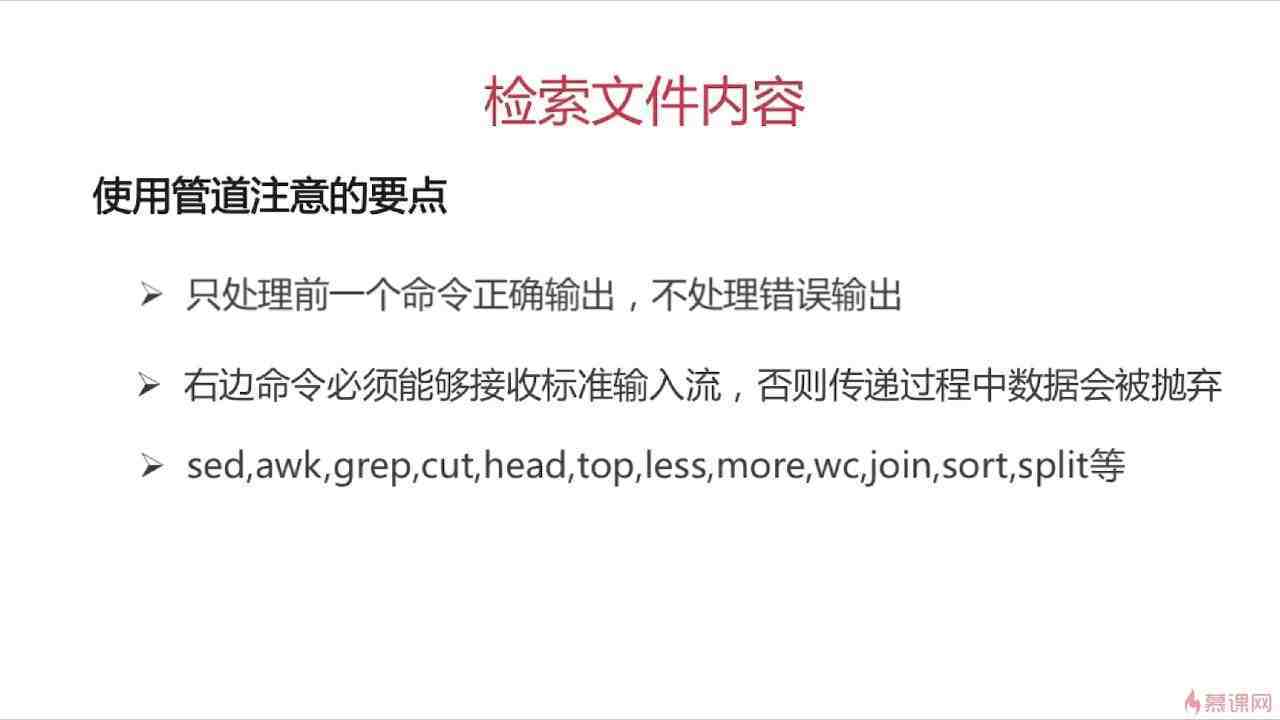 检索文件内容
使用管道注意的要点
只处理前一个命令正确输出，不处理错误输出
右边命令必须能够接收标准输入流，否则传递过程中数据会被抛弃
sed,awk,grep,cut,head,top,less,more,wc,join,sort,split等
慕课网